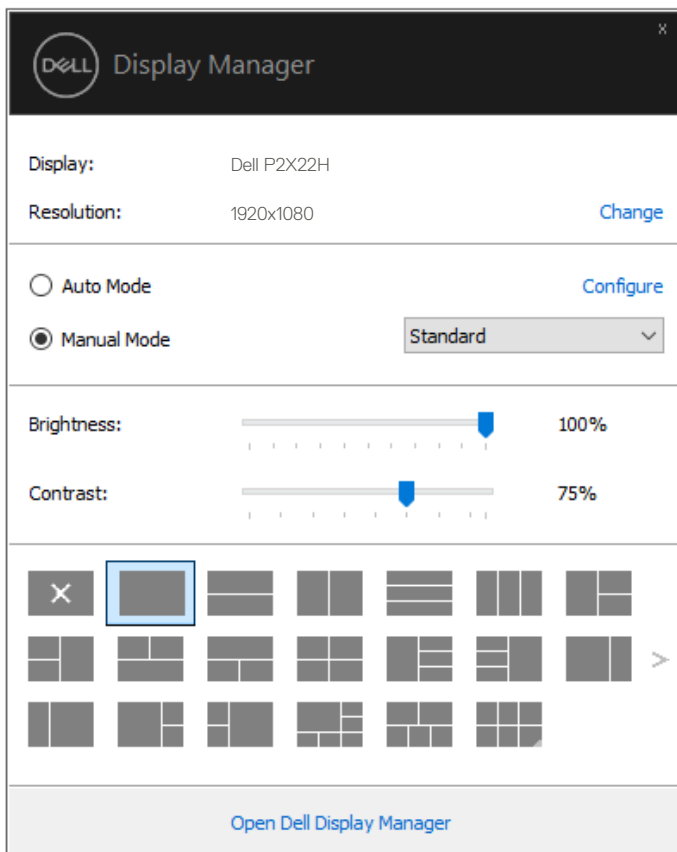 x
DELL Display Manager
Display: Dell P2X22H
Resolution: 1920x1080 Change
Auto Mode Configure
Manual Mode Standard
Brightness: 100%
Contrast: 75%
Open Dell Display Manager